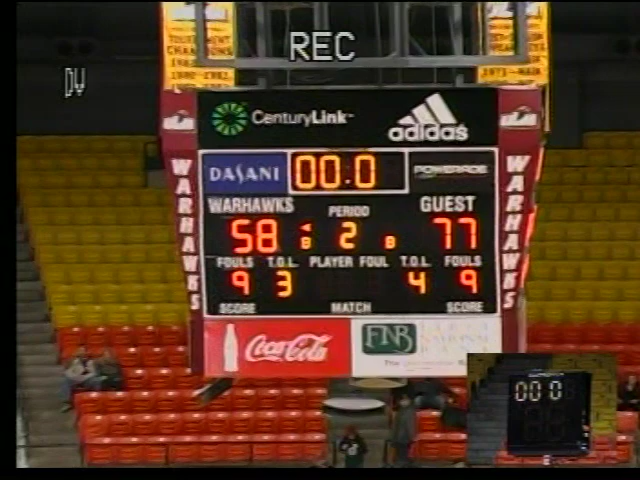 REC
DV
CenturyLink
adidas
WARHAWKS
WARHAWKS
DASANI
00.0
POWERADE
WARHAWKS
PERIOD
GUEST
58
B
2
B
77
FOULS
T.O.L.
PLAYER FOUL
T.O.L.
FOULS
9
3
4
9
SCORE
MATCH
SCORE
Coca-Cola
FNB
00 0